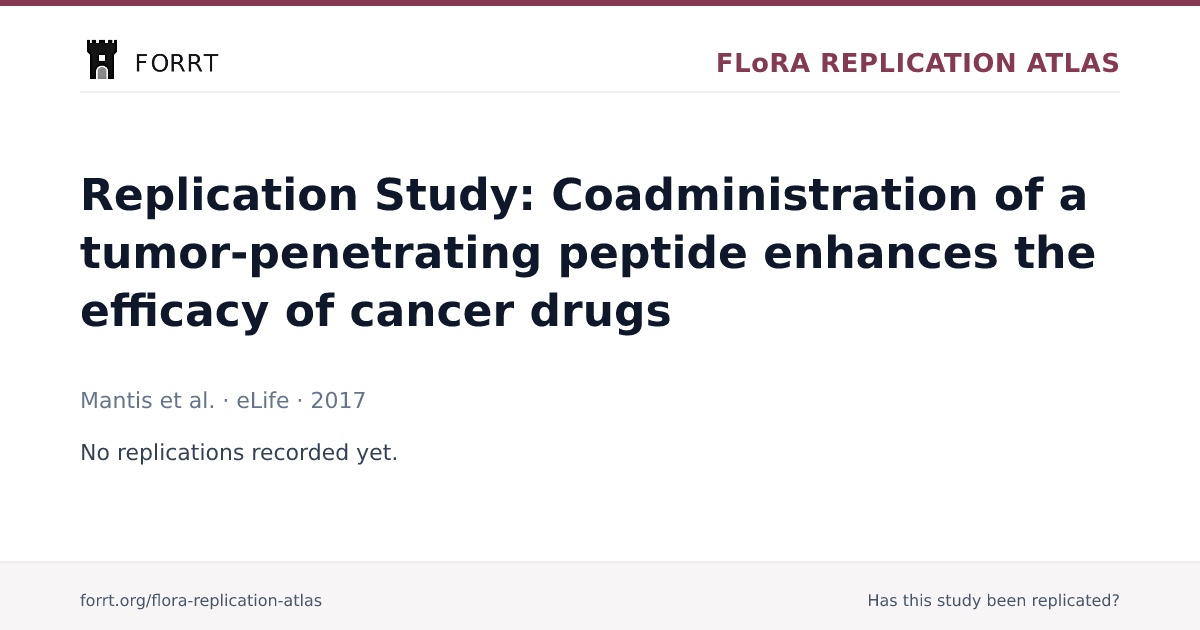 FORRT
FLoRA REPLICATION ATLAS
Replication Study: Coadministration of a
tumor-penetrating peptide enhances the
efficacy of cancer drugs
Mantis et al. · eLife · 2017
No replications recorded yet.
forrt.org/flora-replication-atlas
Has this study been replicated?